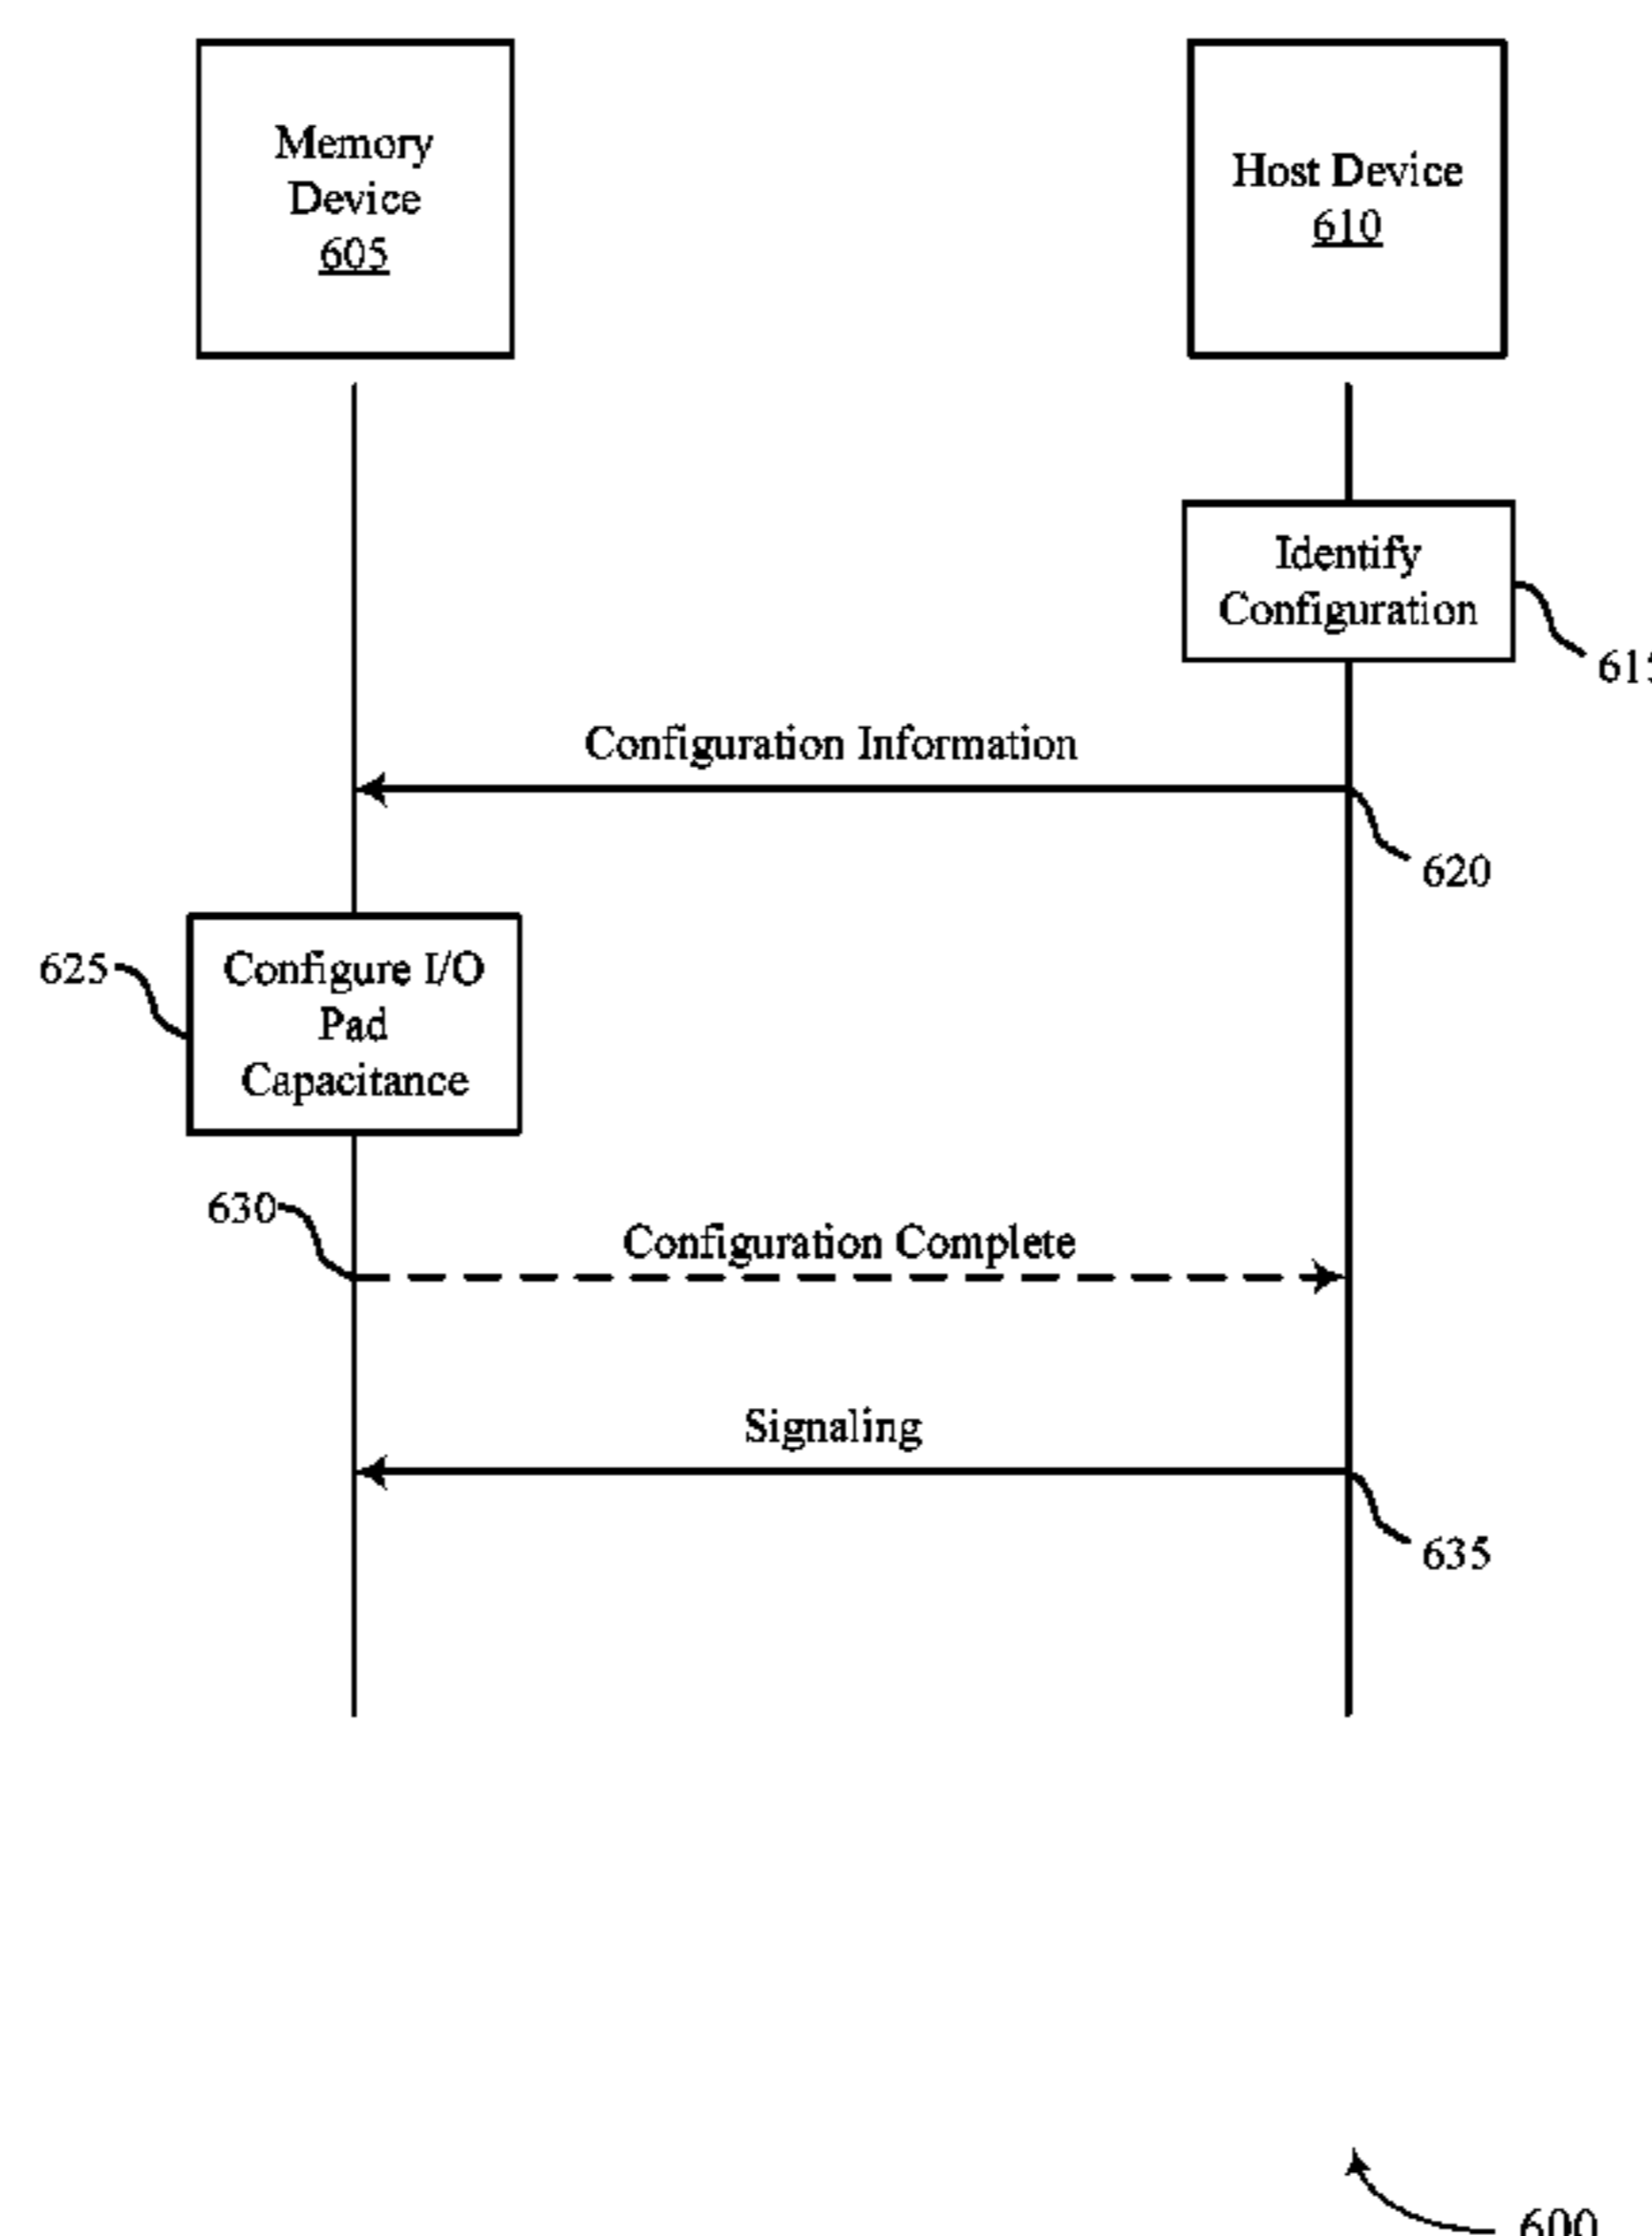 Memory
Device
605
Host Device
610
Identify
Configuration
Configuration Information
620
625
Configure I/O
Pad
Capacitance
630
Configuration Complete
Signaling
635
600